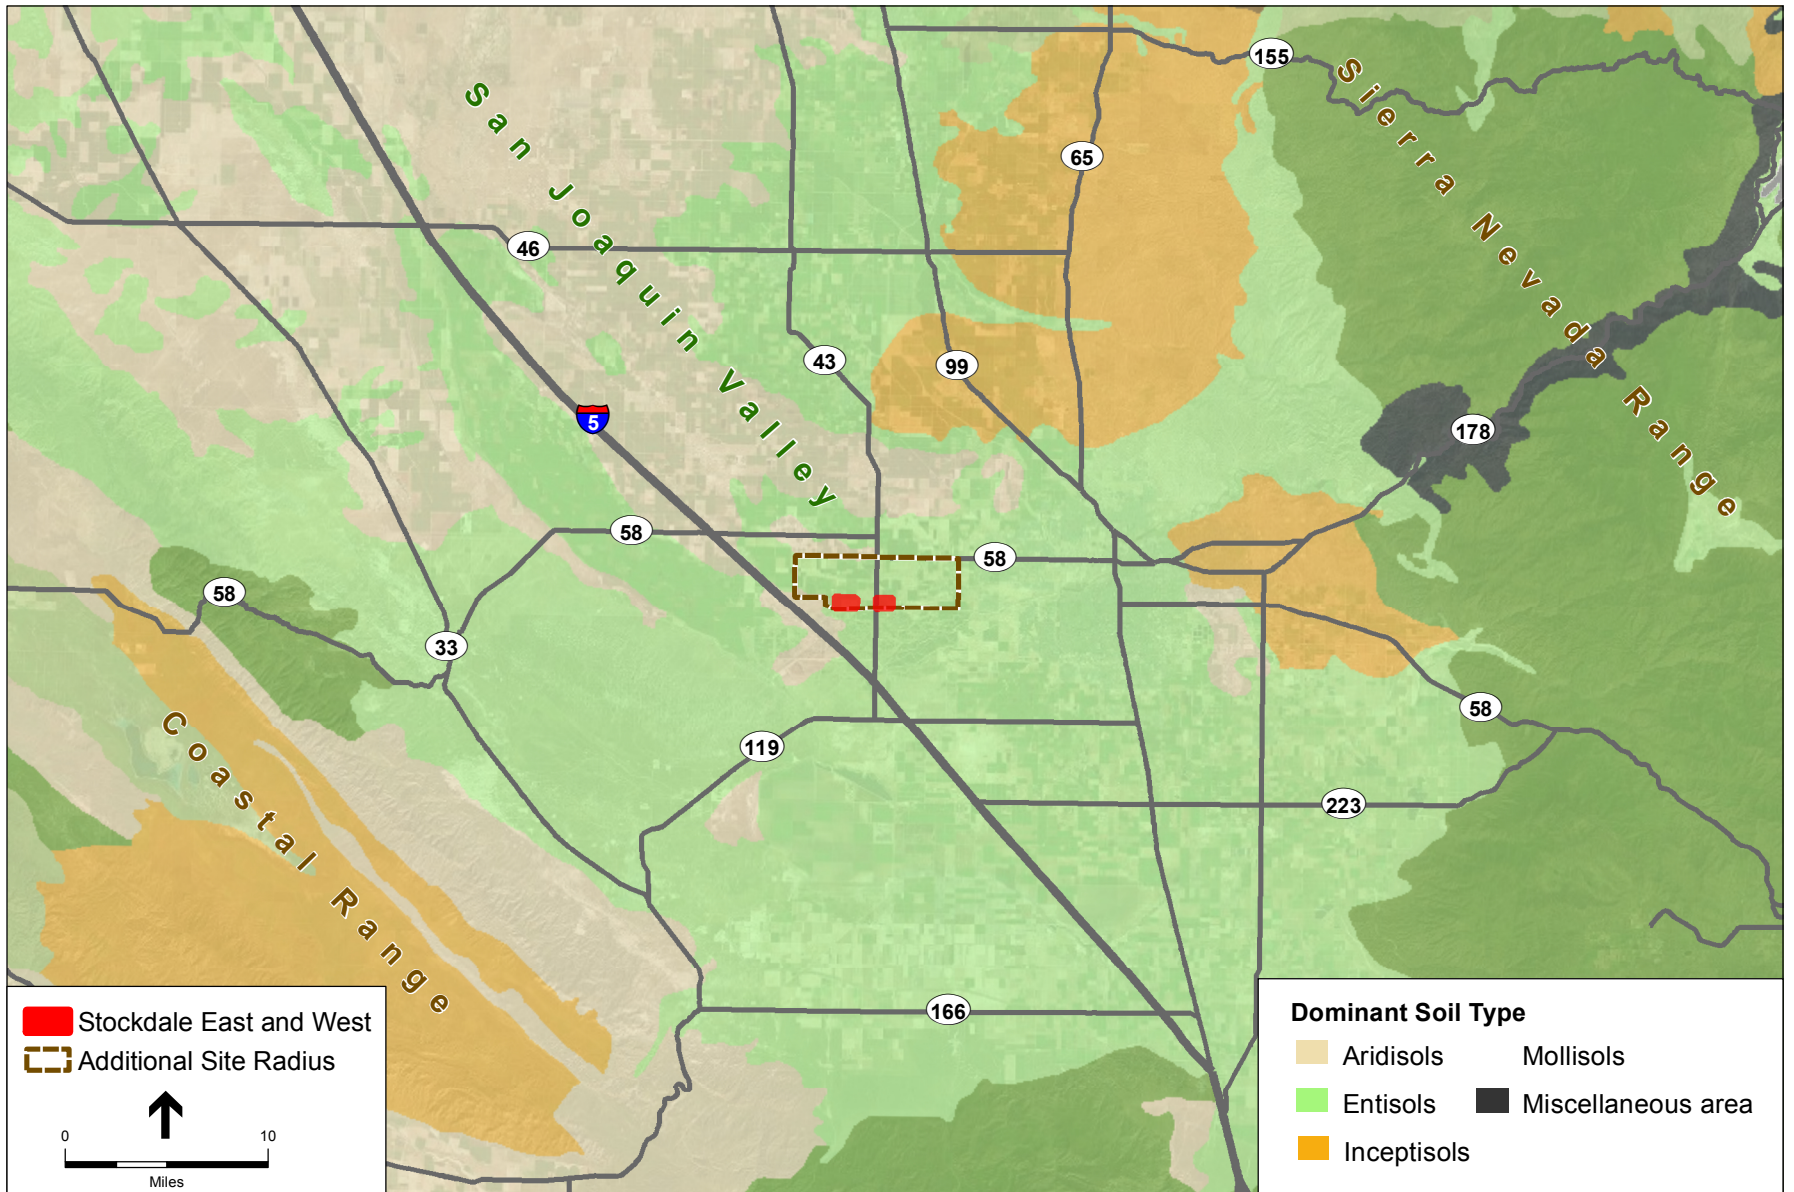 155
San Joaquin Valley
Sierra Nevada Range
65
46
43
99
5
178
58
58
58
33
58
119
223
Coastal Range
166
Stockdale East and West
Additional Site Radius
0 10
Miles
Dominant Soil Type
Aridisols
Mollisols
Entisols
Miscellaneous area
Inceptisols